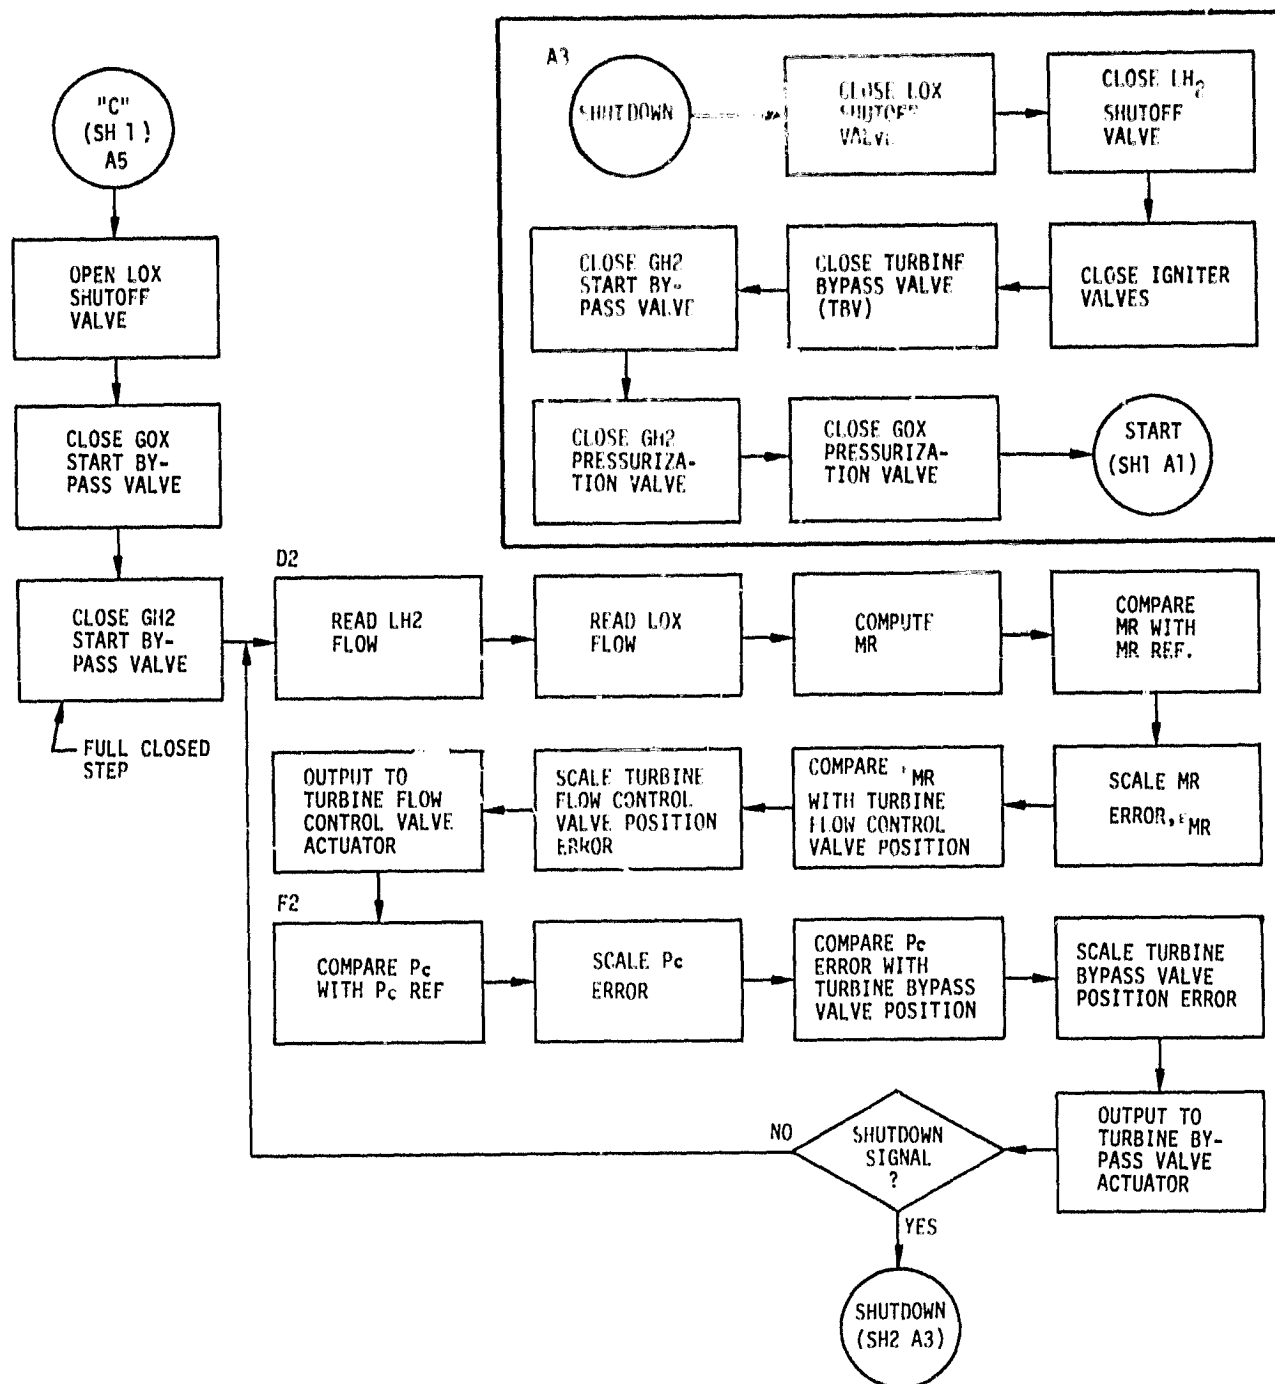 "C"
(SH 1)
A5
OPEN LOX
SHUTOFF
VALVE
CLOSE GOX
START BY-
PASS VALVE
CLOSE GH2
START BY-
PASS VALVE
FULL CLOSED
STEP
A3
SHUTDOWN
CLOSE LOX
SHUTOFF
VALVE
CLOSE LH2
SHUTOFF
VALVE
CLOSE IGNITER
VALVES
CLOSE TURBINE
BYPASS VALVE
(TBV)
CLOSE GH2
START BY-
PASS VALVE
CLOSE GH2
PRESSURIZA-
TION VALVE
CLOSE GOX
PRESSURIZA-
TION VALVE
START
(SH1 A1)
D2
READ LH2
FLOW
READ LOX
FLOW
COMPUTE
MR
COMPARE
MR WITH
MR REF.
SCALE MR
ERROR, εMR
COMPARE εMR
WITH TURBINE
FLOW CONTROL
VALVE POSITION
SCALE TURBINE
FLOW CONTROL
VALVE POSITION
ERROR
OUTPUT TO
TURBINE FLOW
CONTROL VALVE
ACTUATOR
F2
COMPARE Pc
WITH Pc REF
SCALE Pc
ERROR
COMPARE Pc
ERROR WITH
TURBINE BYPASS
VALVE POSITION
SCALE TURBINE
BYPASS VALVE
POSITION ERROR
OUTPUT TO
TURBINE BY-
PASS VALVE
ACTUATOR
SHUTDOWN
SIGNAL
?
NO
YES
SHUTDOWN
(SH2 A3)